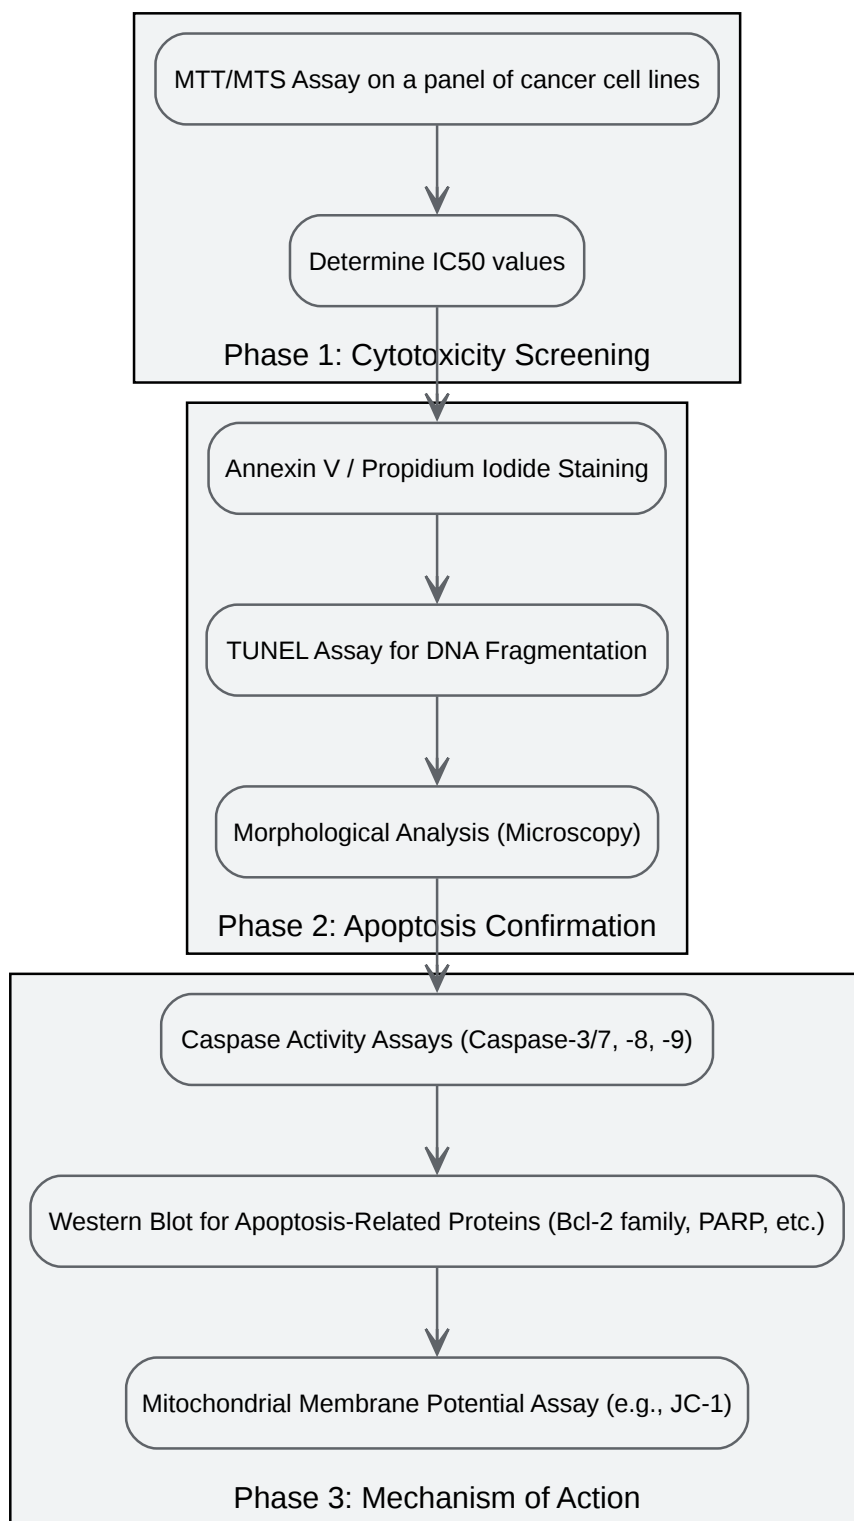 MTT/MTS Assay on a panel of cancer cell lines
Determine IC50 values
Phase 1: Cytotoxicity Screening
Annexin V / Propidium Iodide Staining
TUNEL Assay for DNA Fragmentation
Morphological Analysis (Microscopy)
Phase 2: Apoptosis Confirmation
Caspase Activity Assays (Caspase-3/7, -8, -9)
Western Blot for Apoptosis-Related Proteins (Bcl-2 family, PARP, etc.)
Mitochondrial Membrane Potential Assay (e.g., JC-1)
Phase 3: Mechanism of Action